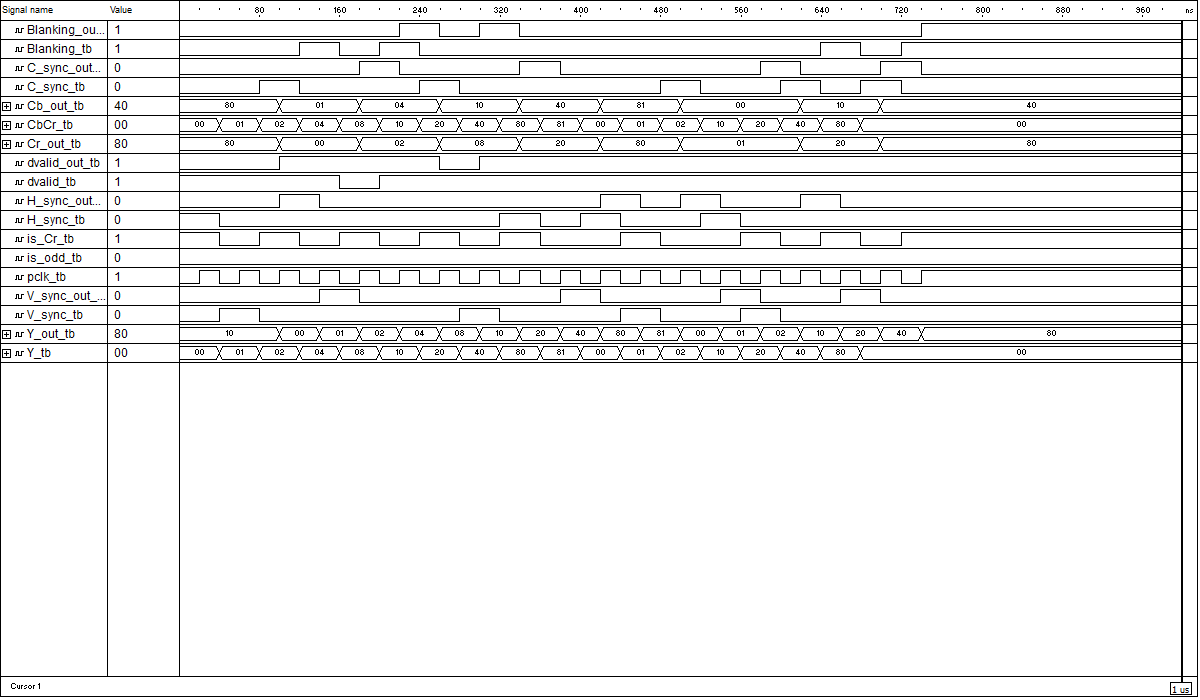 Signal name Value 80 160 240 320 400 480 560 640 720 800 880 960 ns
Blanking_ou... 1
Blanking_tb 1
C_sync_out... 0
C_sync_tb 0
Cb_out_tb 40 80 01 04 10 40 81 00 10 40
CbCr_tb 00 00 01 02 04 08 10 20 40 80 81 00 01 02 10 20 40 80 00
Cr_out_tb 80 80 00 02 08 20 80 01 20 80
dvalid_out_tb 1
dvalid_tb 1
H_sync_out... 0
H_sync_tb 0
is_Cr_tb 1
is_odd_tb 0
pclk_tb 1
V_sync_out_... 0
V_sync_tb 0
Y_out_tb 80 10 00 01 02 04 08 10 20 40 80 81 00 01 02 10 20 40 80
Y_tb 00 00 01 02 04 08 10 20 40 80 81 00 01 02 10 20 40 80 00
Cursor 1 1 us